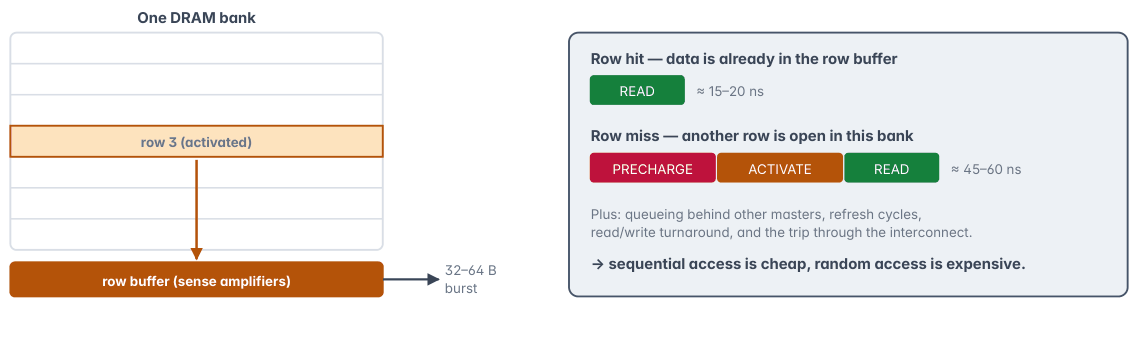 One DRAM bank
row 3 (activated)
row buffer (sense amplifiers)
32–64 B
burst
Row hit — data is already in the row buffer
READ
≈ 15–20 ns
Row miss — another row is open in this bank
PRECHARGE
ACTIVATE
READ
≈ 45–60 ns
Plus: queueing behind other masters, refresh cycles,
read/write turnaround, and the trip through the interconnect.
→ sequential access is cheap, random access is expensive.